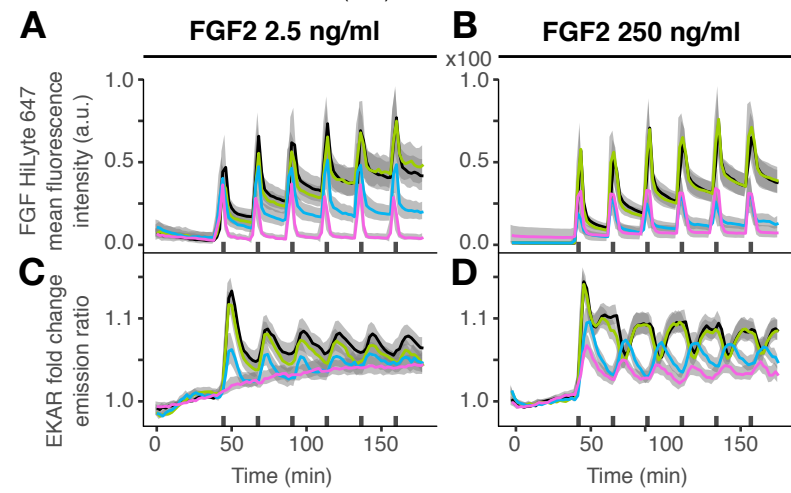 A
FGF2 2.5 ng/ml
B
FGF2 250 ng/ml
x100
FGF HiLyte 647
mean fluorescence
intensity (a.u.)
1.0
0.5
0.0
1.0
0.5
0.0
C
D
EKAR fold change
emission ratio
1.1
1.0
1.1
1.0
0
50
100
150
0
50
100
150
Time (min)
Time (min)